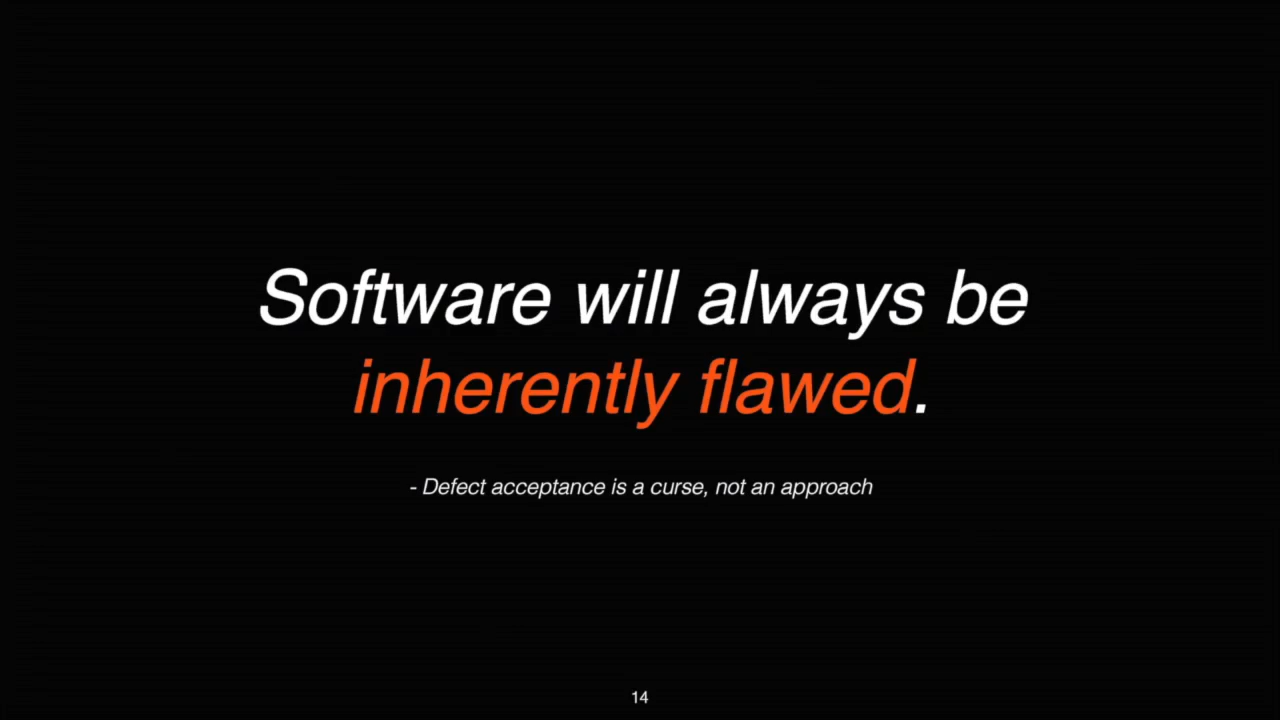 Software will always be
inherently flawed.
- Defect acceptance is a curse, not an approach
14